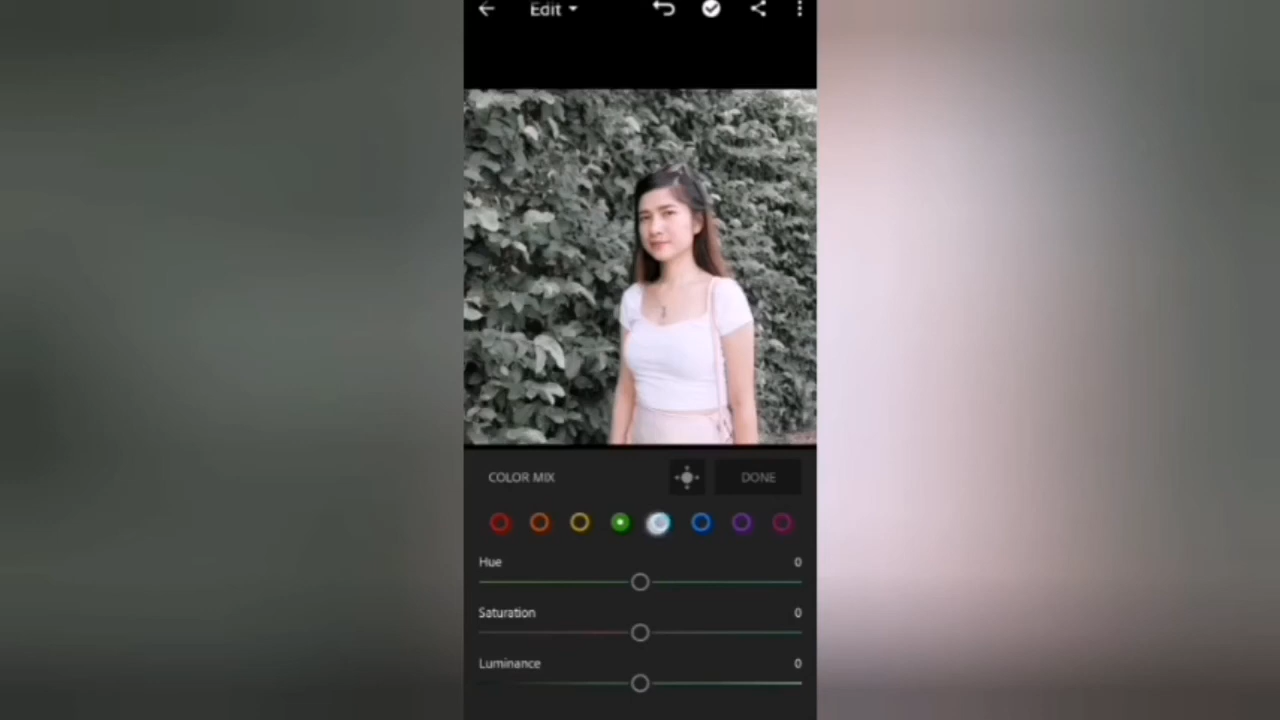 Edit
COLOR MIX
DONE
Hue 0
Saturation 0
Luminance 0